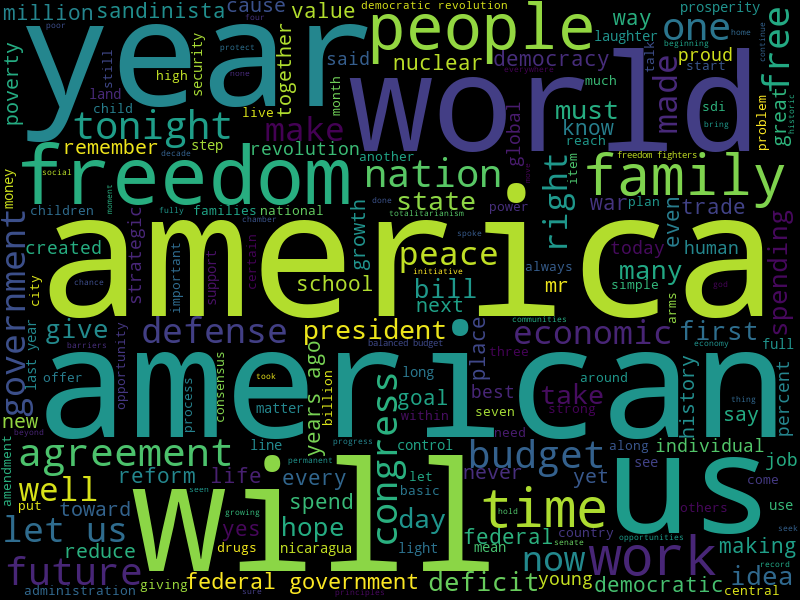 million sandinista cause value democratic revolution prosperity
year people way one free
four laughter
poor protect none nuclear democracy talk home beginning proud continue
said together everywhere start
poverty still high security world made great historic
land child live month much sdi problem
tonight make global must know bring
remember step revolution another reach
freedom nation right item freedom fighters family
money social decade moment state war plan
children fully families national totalitarianism power trade
created strategic growth done spoke even human today spending
america chamber peace always mr many
city important support certain school initiative bill simple arms god
chance next
government last year give defense president communities economic first full
barriers balanced budget place three economy
american
offer opportunity process consensus took years ago billion matter long goal best around take history say thing percent
new within seven strong
amendment beyond agreement line congress progress control budget need never along individual job
well reform life every permanent let yet see come
put seen spend basic time hold others use
let us toward growing yes hope day federal country opportunities work making seek
reduce drugs nicaragua light mean now senate record
future administration giving federal government deficit young democratic idea
will us
sure principles central